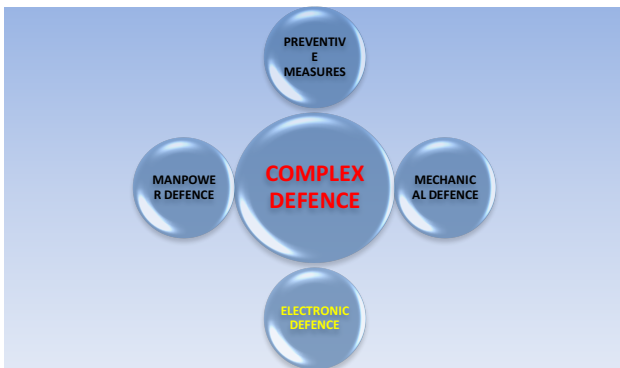 PREVENTIV
E
MEASURES
MANPOWE
R DEFENCE
COMPLEX
DEFENCE
MECHANIC
AL DEFENCE
ELECTRONIC
DEFENCE